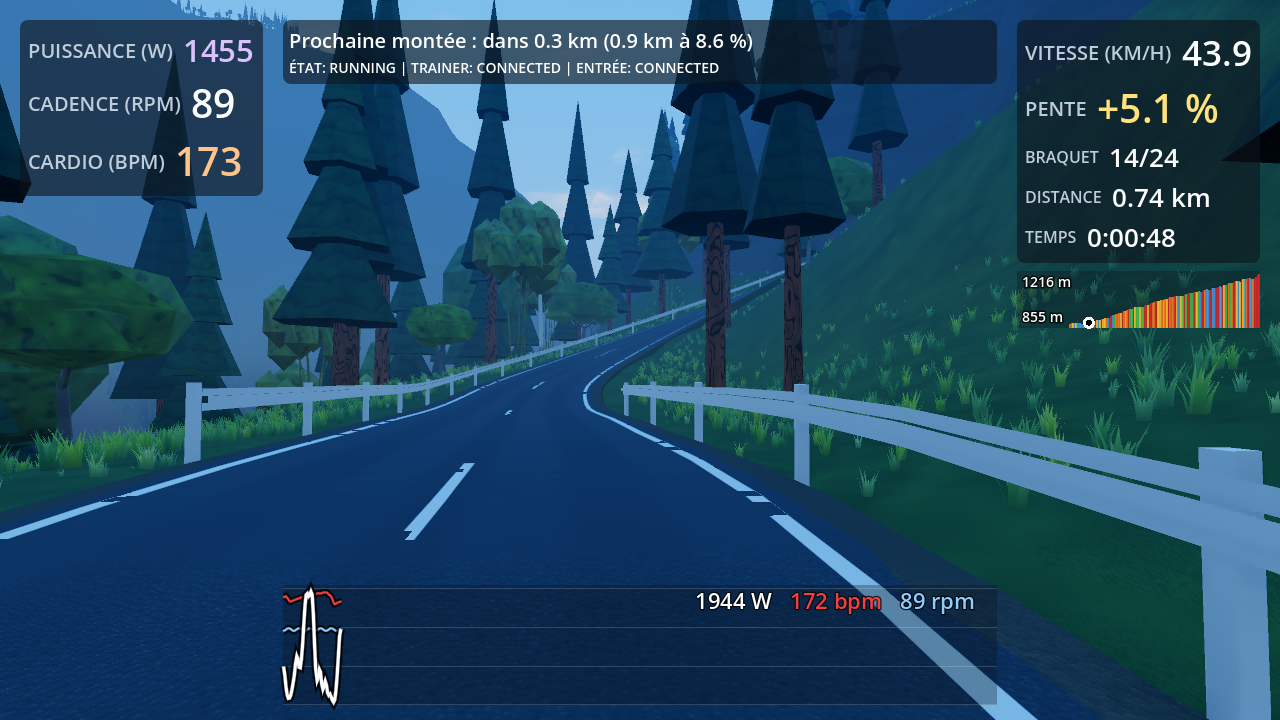 PUISSANCE (W) 1455
CADENCE (RPM) 89
CARDIO (BPM) 173
Prochaine montée : dans 0.3 km (0.9 km à 8.6 %)
ÉTAT: RUNNING | TRAINER: CONNECTED | ENTRÉE: CONNECTED
VITESSE (KM/H) 43.9
PENTE +5.1 %
BRAQUET 14/24
DISTANCE 0.74 km
TEMPS 0:00:48
1216 m
855 m
1944 W 172 bpm 89 rpm